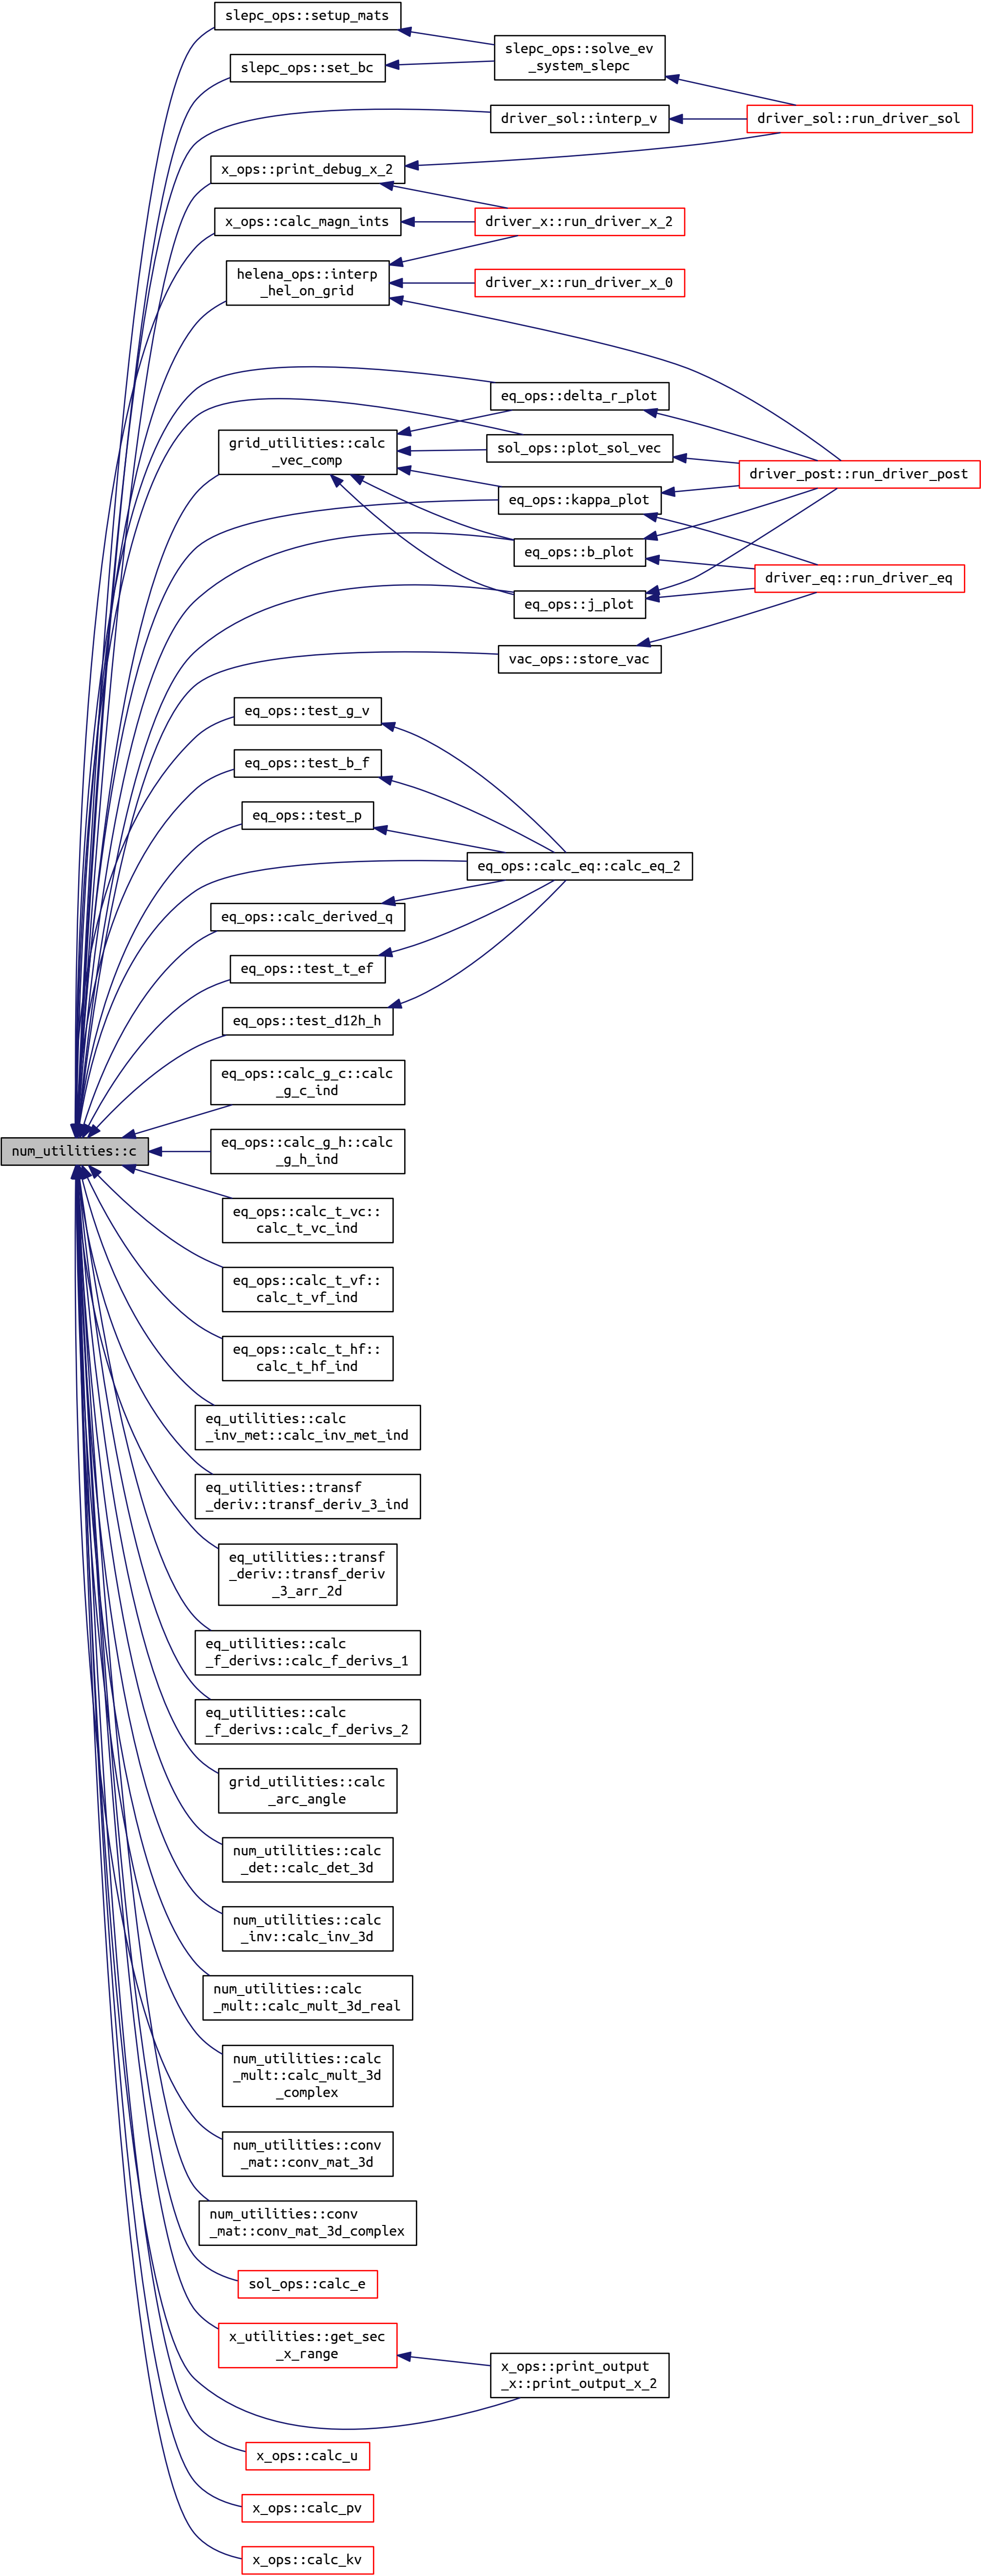 slepc_ops::setup_mats
slepc_ops::solve_ev
_system_slepc
slepc_ops::set_bc
driver_sol::interp_v
driver_sol::run_driver_sol
x_ops::print_debug_x_2
x_ops::calc_magn_ints
driver_x::run_driver_x_2
helena_ops::interp
_hel_on_grid
driver_x::run_driver_x_0
eq_ops::delta_r_plot
grid_utilities::calc
_vec_comp
sol_ops::plot_sol_vec
driver_post::run_driver_post
eq_ops::kappa_plot
eq_ops::b_plot
driver_eq::run_driver_eq
eq_ops::j_plot
vac_ops::store_vac
eq_ops::test_g_v
eq_ops::test_b_f
eq_ops::test_p
eq_ops::calc_eq::calc_eq_2
eq_ops::calc_derived_q
eq_ops::test_t_ef
eq_ops::test_d12h_h
eq_ops::calc_g_c::calc
_g_c_ind
num_utilities::c
eq_ops::calc_g_h::calc
_g_h_ind
eq_ops::calc_t_vc::
calc_t_vc_ind
eq_ops::calc_t_vf::
calc_t_vf_ind
eq_ops::calc_t_hf::
calc_t_hf_ind
eq_utilities::calc
_inv_met::calc_inv_met_ind
eq_utilities::transf
_deriv::transf_deriv_3_ind
eq_utilities::transf
_deriv::transf_deriv
_3_arr_2d
eq_utilities::calc
_f_derivs::calc_f_derivs_1
eq_utilities::calc
_f_derivs::calc_f_derivs_2
grid_utilities::calc
_arc_angle
num_utilities::calc
_det::calc_det_3d
num_utilities::calc
_inv::calc_inv_3d
num_utilities::calc
_mult::calc_mult_3d_real
num_utilities::calc
_mult::calc_mult_3d
_complex
num_utilities::conv
_mat::conv_mat_3d
num_utilities::conv
_mat::conv_mat_3d_complex
sol_ops::calc_e
x_utilities::get_sec
_x_range
x_ops::print_output
_x::print_output_x_2
x_ops::calc_u
x_ops::calc_pv
x_ops::calc_kv